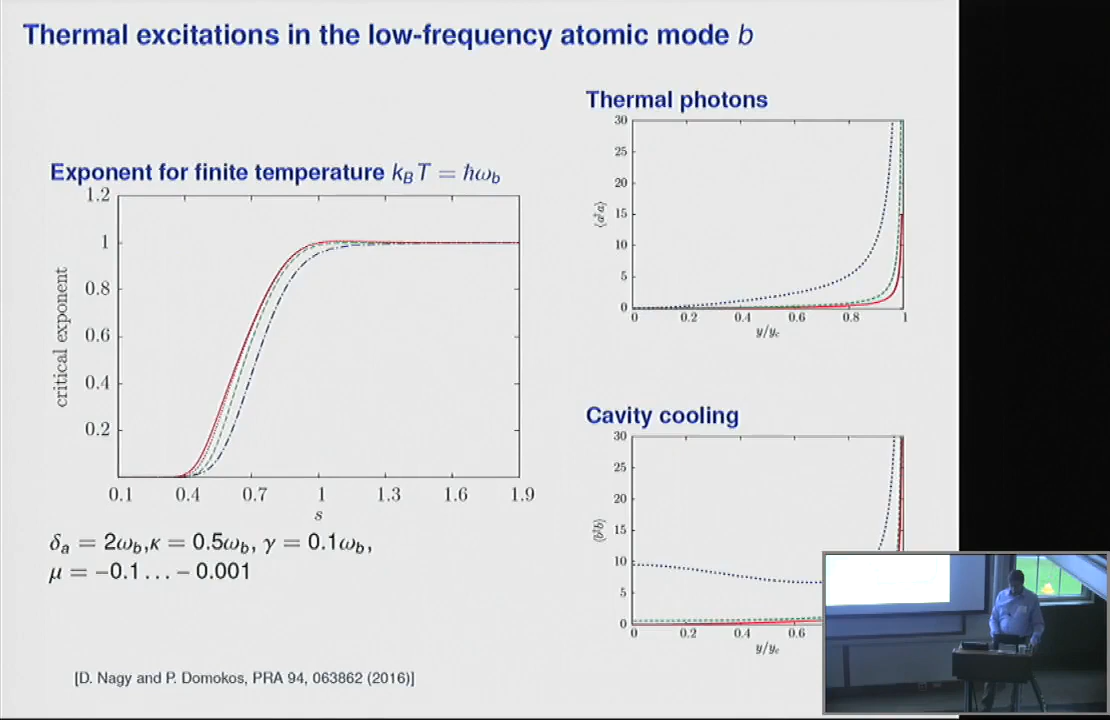 Thermal excitations in the low-frequency atomic mode b
Exponent for finite temperature k_B T = ħω_b
1.2
1
0.8
0.6
0.4
0.2
critical exponent
0.1 0.4 0.7 1 1.3 1.6 1.9
s
δ_a = 2ω_b, κ = 0.5ω_b, γ = 0.1ω_b,
μ = −0.1 … − 0.001
[D. Nagy and P. Domokos, PRA 94, 063862 (2016)]
Thermal photons
30
25
20
15
10
5
0
⟨a†a⟩
0 0.2 0.4 0.6 0.8 1
y/y_c
Cavity cooling
30
25
20
15
10
5
0
⟨b†b⟩
0 0.2 0.4 0.6
y/y_c